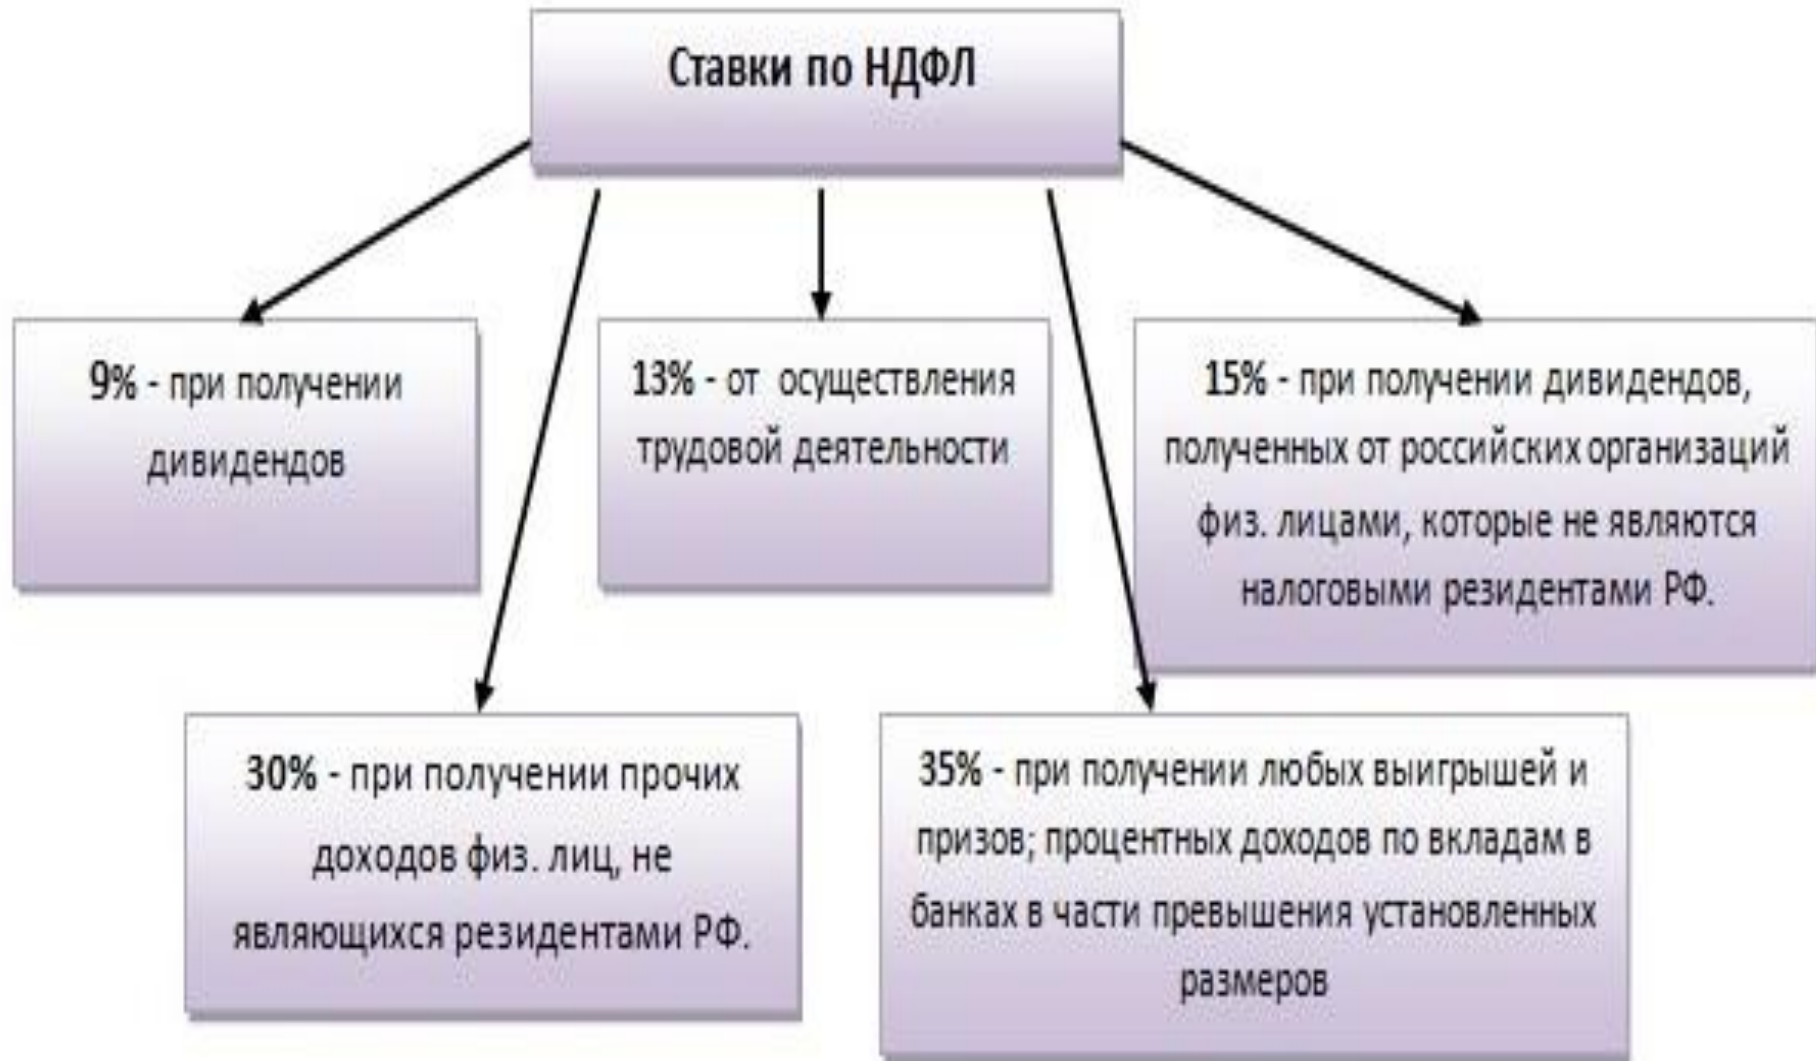 Ставки по НДФЛ
9% - при получении
дивидендов
13% - от осуществления
трудовой деятельности
15% - при получении дивидендов,
полученных от российских организаций
физ. лицами, которые не являются
налоговыми резидентами РФ.
30% - при получении прочих
доходов физ. лиц, не
являющихся резидентами РФ.
35% - при получении любых выигрышей и
призов; процентных доходов по вкладам в
банках в части превышения установленных
размеров